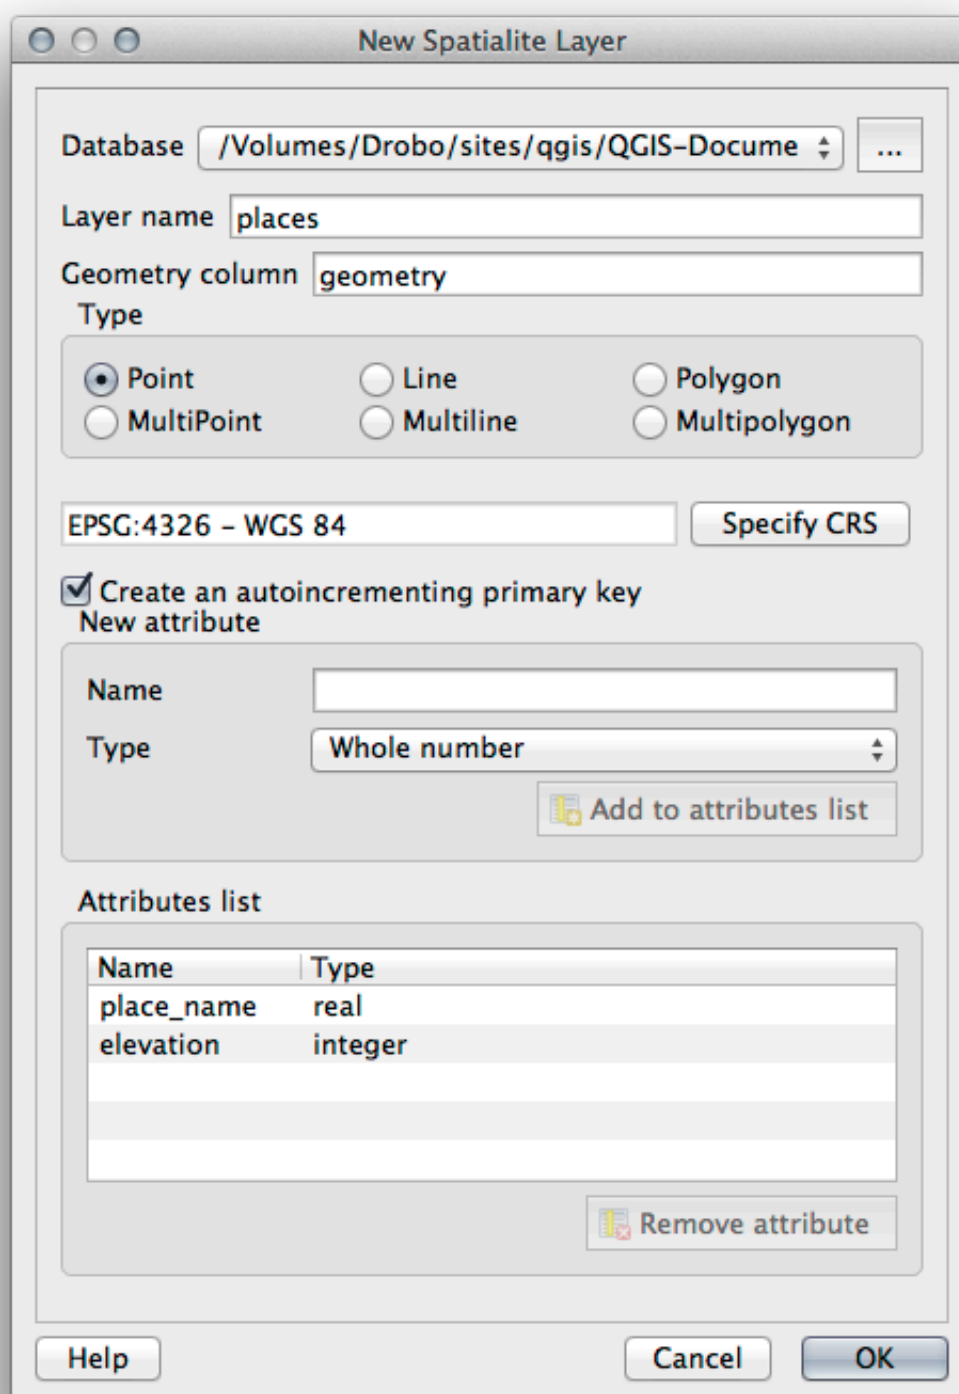 New Spatialite Layer
Database /Volumes/Drobo/sites/qgis/QGIS-Docume ...
Layer name places
Geometry column geometry
Type
Point Line Polygon
MultiPoint Multiline Multipolygon
EPSG:4326 – WGS 84 Specify CRS
Create an autoincrementing primary key
New attribute
Name
Type Whole number
Add to attributes list
Attributes list
Name Type
place_name real
elevation integer
Remove attribute
Help Cancel OK